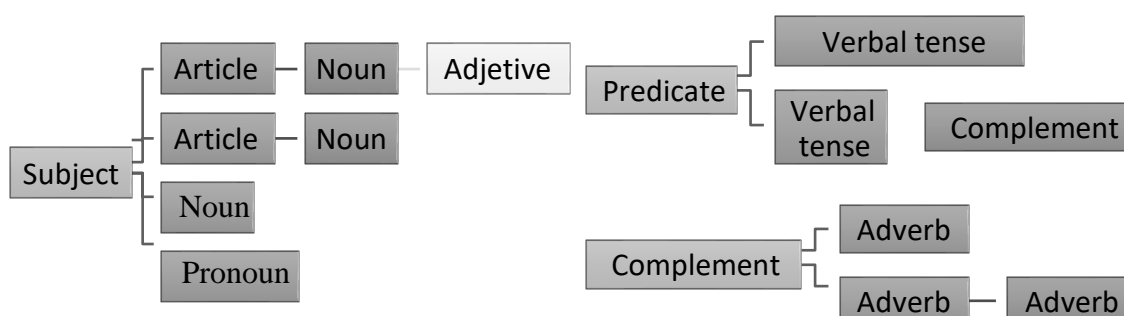 Subject
Article Noun Adjetive
Article Noun
Noun
Pronoun
Predicate
Verbal tense
Verbal
tense
Complement
Complement
Adverb
Adverb Adverb